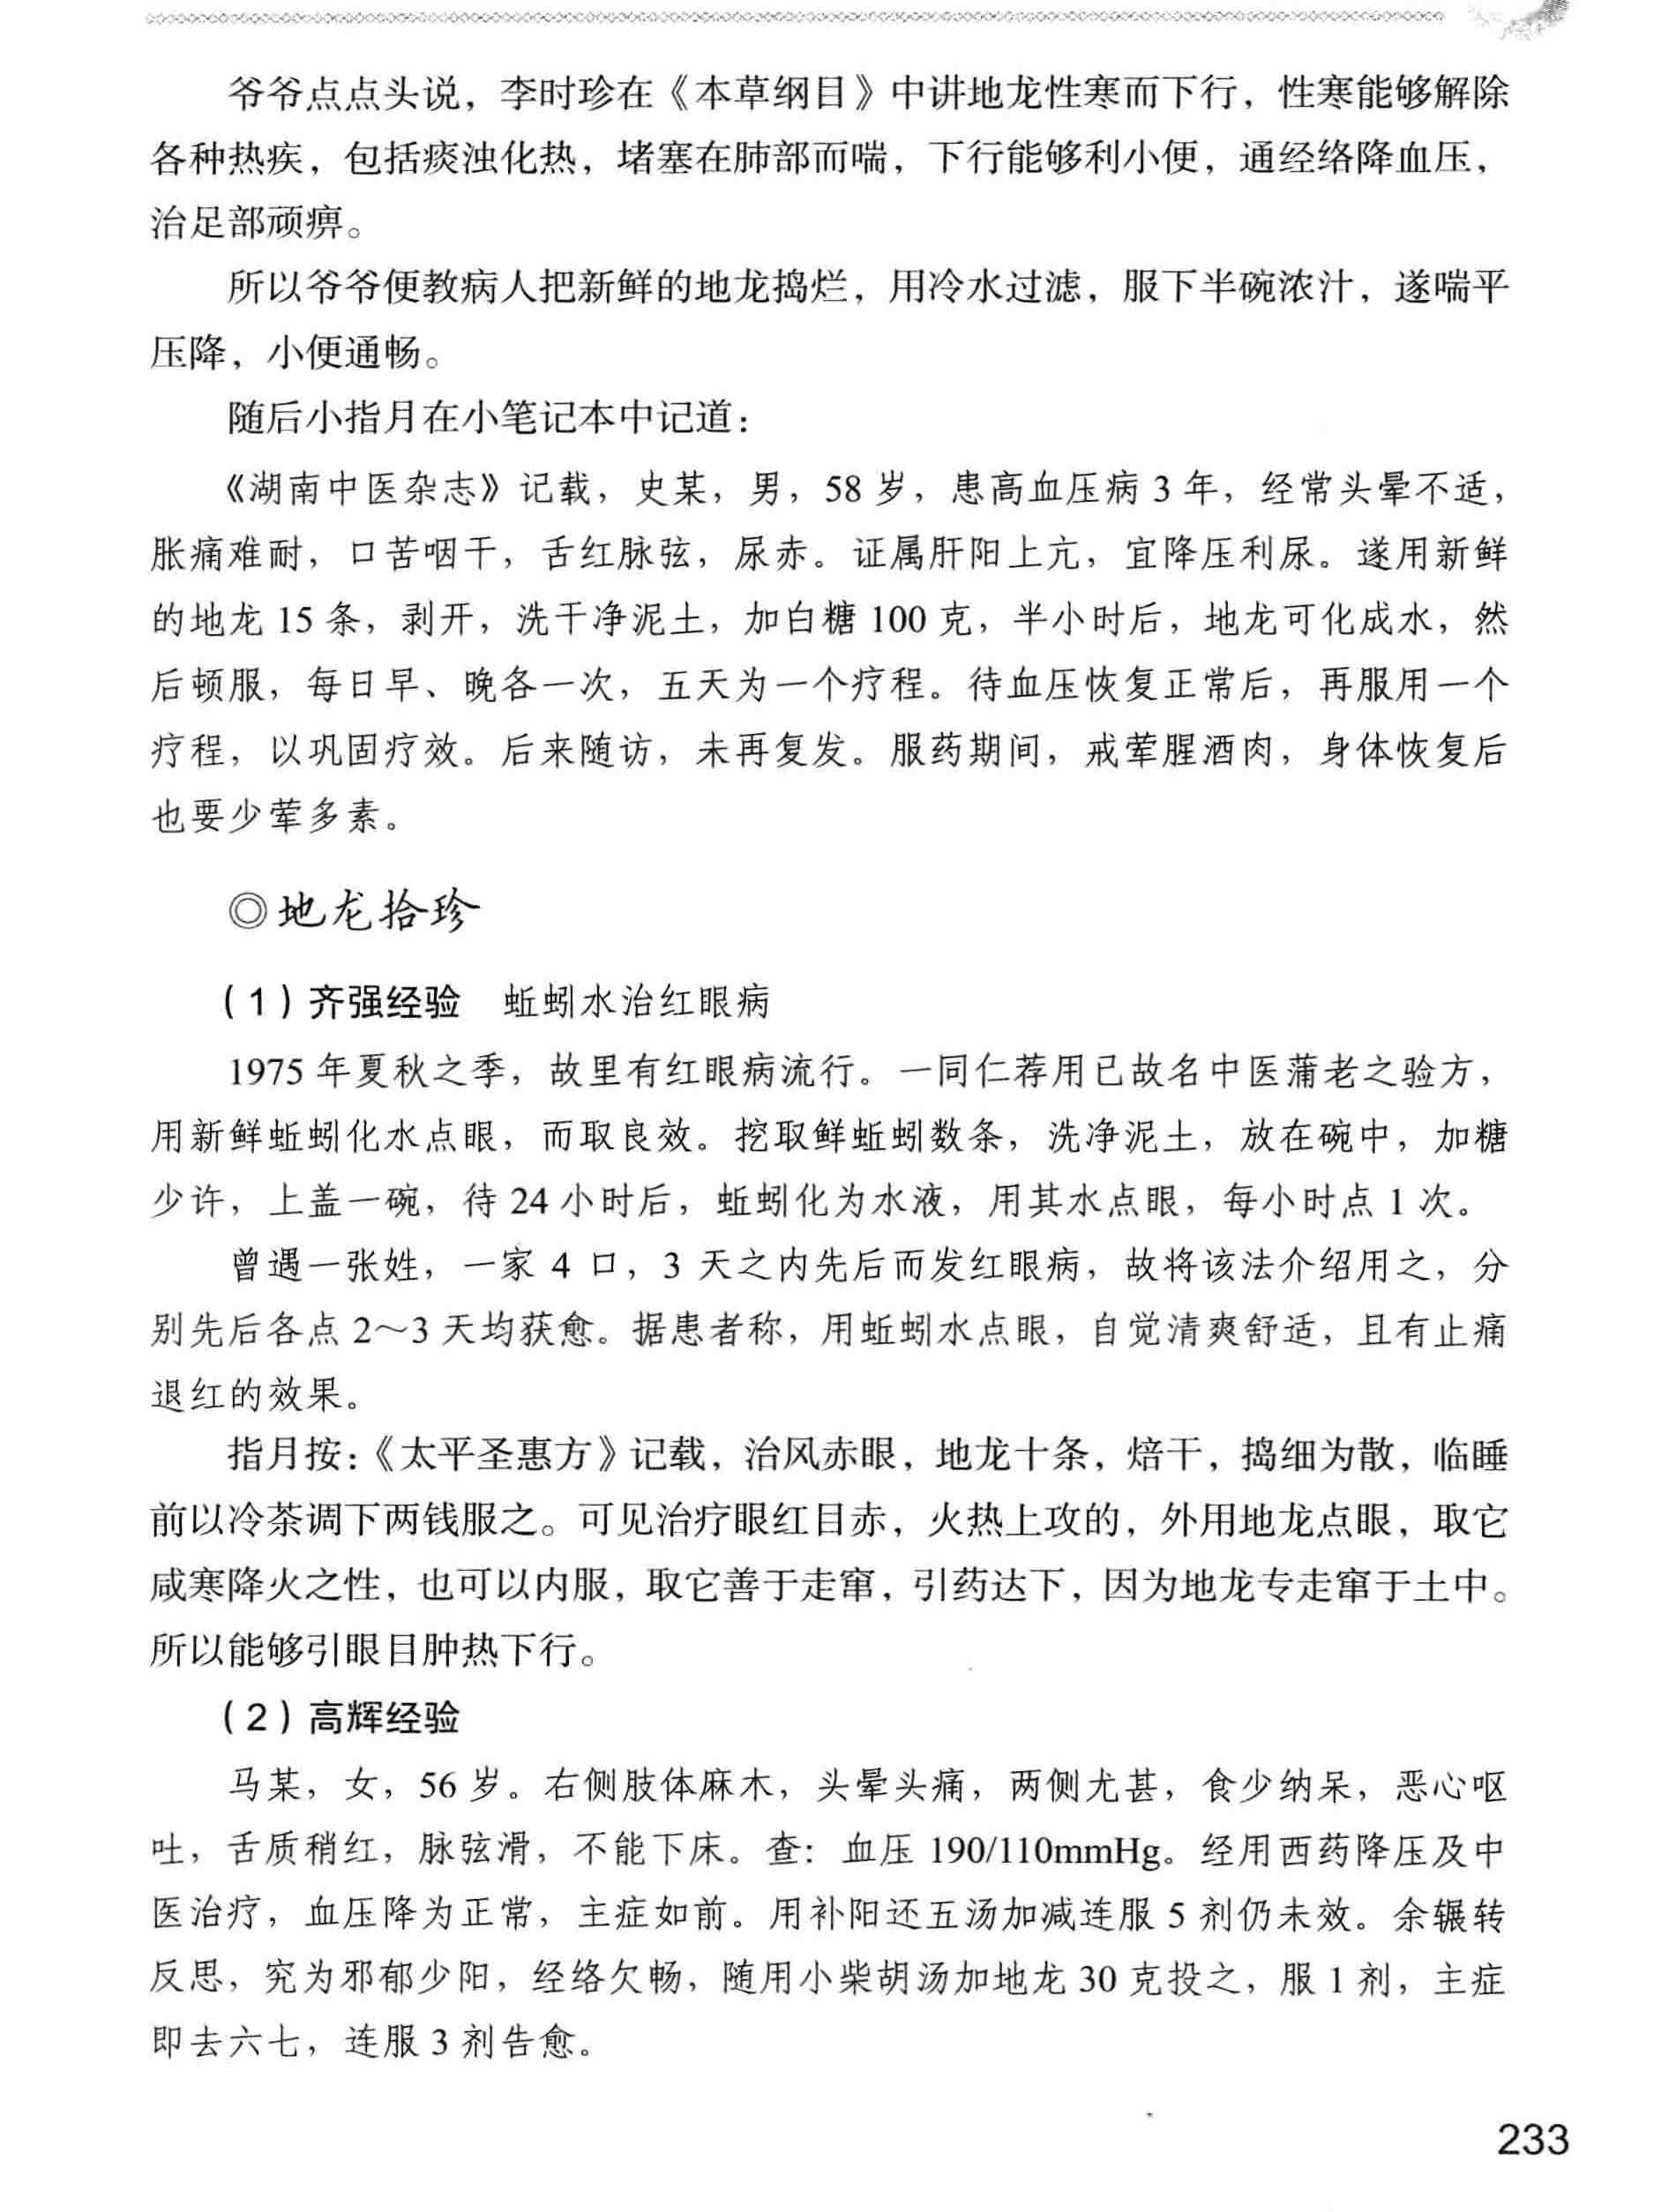 爷爷点点头说，李时珍在《本草纲目》中讲地龙性寒而下行，性寒能够解除
各种热疾，包括痰浊化热，堵塞在肺部而喘，下行能够利小便，通经络降血压，
治足部顽痹。
所以爷爷便教病人把新鲜的地龙捣烂，用冷水过滤，服下半碗浓汁，遂喘平
压降，小便通畅。
随后小指月在小笔记本中记道：
《湖南中医杂志》记载，史某，男，58 岁，患高血压病 3 年，经常头晕不适，
胀痛难耐，口苦咽干，舌红脉弦，尿赤。证属肝阳上亢，宜降压利尿。遂用新鲜
的地龙 15 条，剥开，洗干净泥土，加白糖 100 克，半小时后，地龙可化成水，然
后顿服，每日早、晚各一次，五天为一个疗程。待血压恢复正常后，再服用一个
疗程，以巩固疗效。后来随访，未再复发。服药期间，戒荤腥酒肉，身体恢复后
也要少荤多素。
◎地龙拾珍
（1）齐强经验　蚯蚓水治红眼病
1975 年夏秋之季，故里有红眼病流行。一同仁荐用已故名中医蒲老之验方，
用新鲜蚯蚓化水点眼，而取良效。挖取鲜蚯蚓数条，洗净泥土，放在碗中，加糖
少许，上盖一碗，待 24 小时后，蚯蚓化为水液，用其水点眼，每小时点 1 次。
曾遇一张姓，一家 4 口，3 天之内先后而发红眼病，故将该法介绍用之，分
别先后各点 2～3 天均获愈。据患者称，用蚯蚓水点眼，自觉清爽舒适，且有止痛
退红的效果。
指月按：《太平圣惠方》记载，治风赤眼，地龙十条，焙干，捣细为散，临睡
前以冷茶调下两钱服之。可见治疗眼红目赤，火热上攻的，外用地龙点眼，取它
咸寒降火之性，也可以内服，取它善于走窜，引药达下，因为地龙专走窜于土中。
所以能够引眼目肿热下行。
（2）高辉经验
马某，女，56 岁。右侧肢体麻木，头晕头痛，两侧尤甚，食少纳呆，恶心呕
吐，舌质稍红，脉弦滑，不能下床。查：血压 190/110mmHg。经用西药降压及中
医治疗，血压降为正常，主症如前。用补阳还五汤加减连服 5 剂仍未效。余辗转
反思，究为邪郁少阳，经络欠畅，随用小柴胡汤加地龙 30 克投之，服 1 剂，主症
即去六七，连服 3 剂告愈。
233